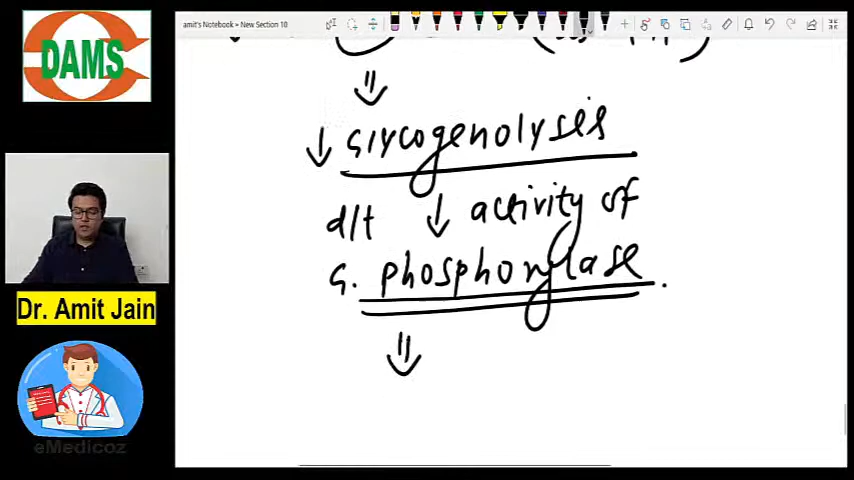 amit's Notebook » New Section 10
DAMS
⇓
↓ Glycogenolysis
d/t ↓ activity of
G. phosphorylase.
⇓
Dr. Amit Jain
eMedicoz